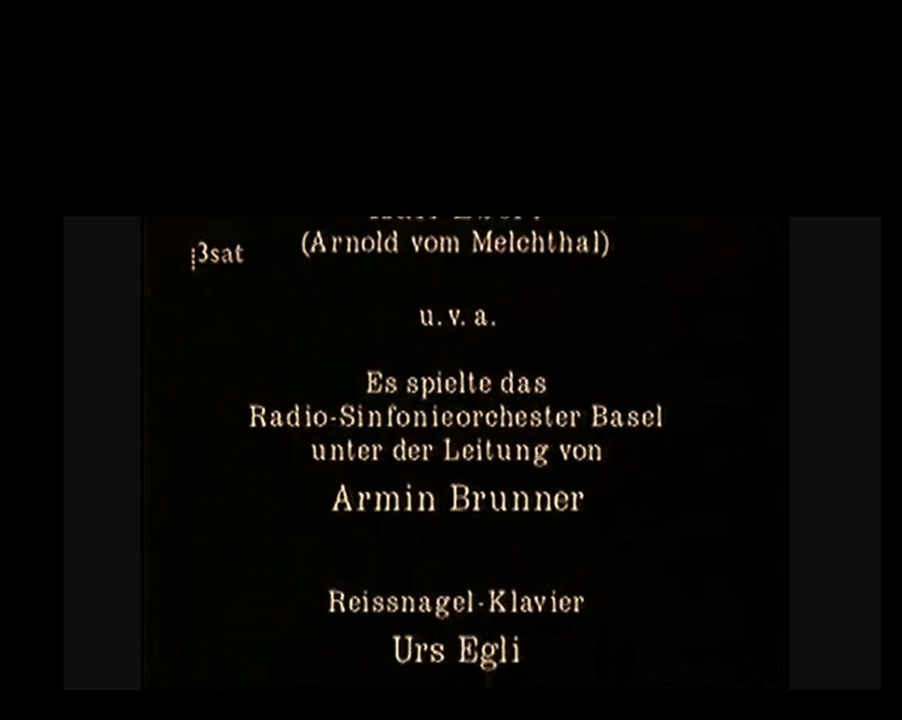 (Arnold vom Melchthal)
3sat
u. v. a.
Es spielte das
Radio-Sinfonieorchester Basel
unter der Leitung von
Armin Brunner
Reissnagel-Klavier
Urs Egli